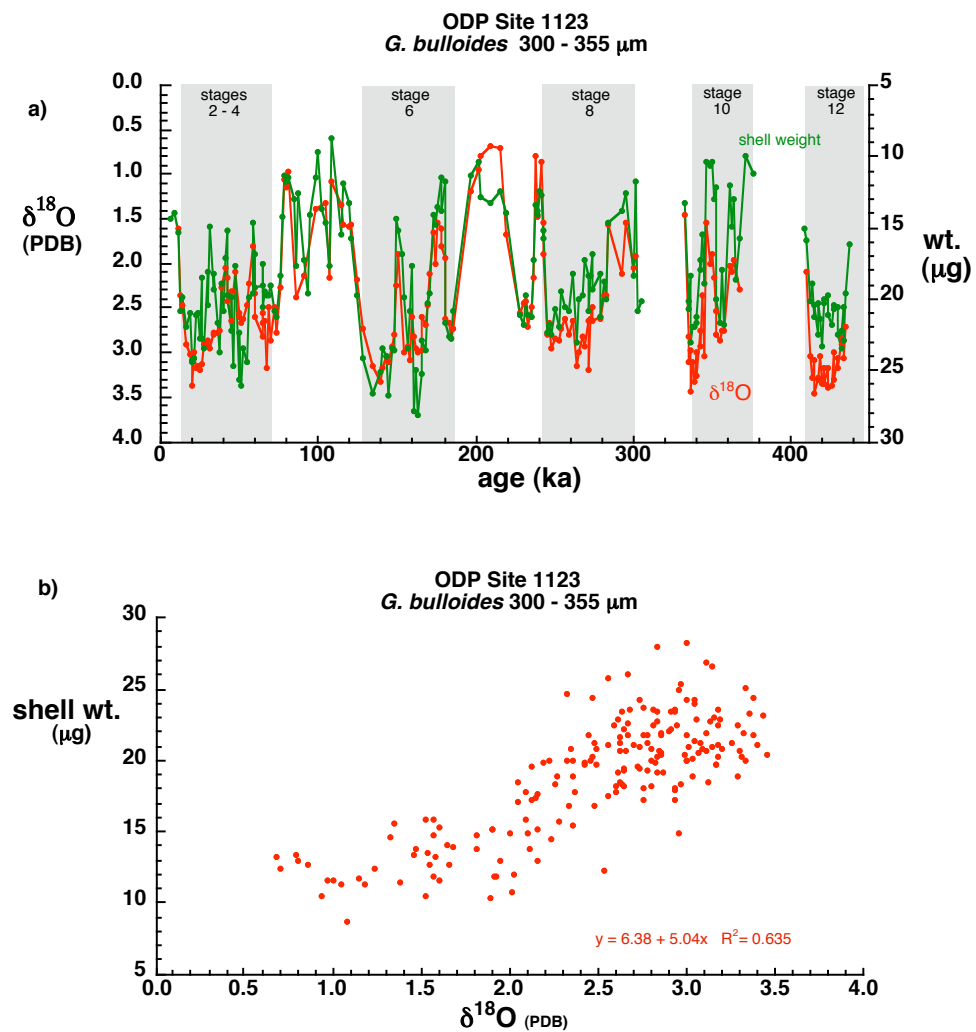 ODP Site 1123
G. bulloides 300 - 355 µm
a)
0.0
0.5
1.0
1.5
2.0
2.5
3.0
3.5
4.0
δ18O
(PDB)
stages
2 - 4
stage
6
stage
8
stage
10
stage
12
shell weight
δ18O
5
10
15
20
25
30
wt.
(µg)
0
100
200
300
400
age (ka)
b)
ODP Site 1123
G. bulloides 300 - 355 µm
30
25
20
15
10
5
shell wt.
(µg)
y = 6.38 + 5.04x R2= 0.635
0.0
0.5
1.0
1.5
2.0
2.5
3.0
3.5
4.0
δ18O (PDB)